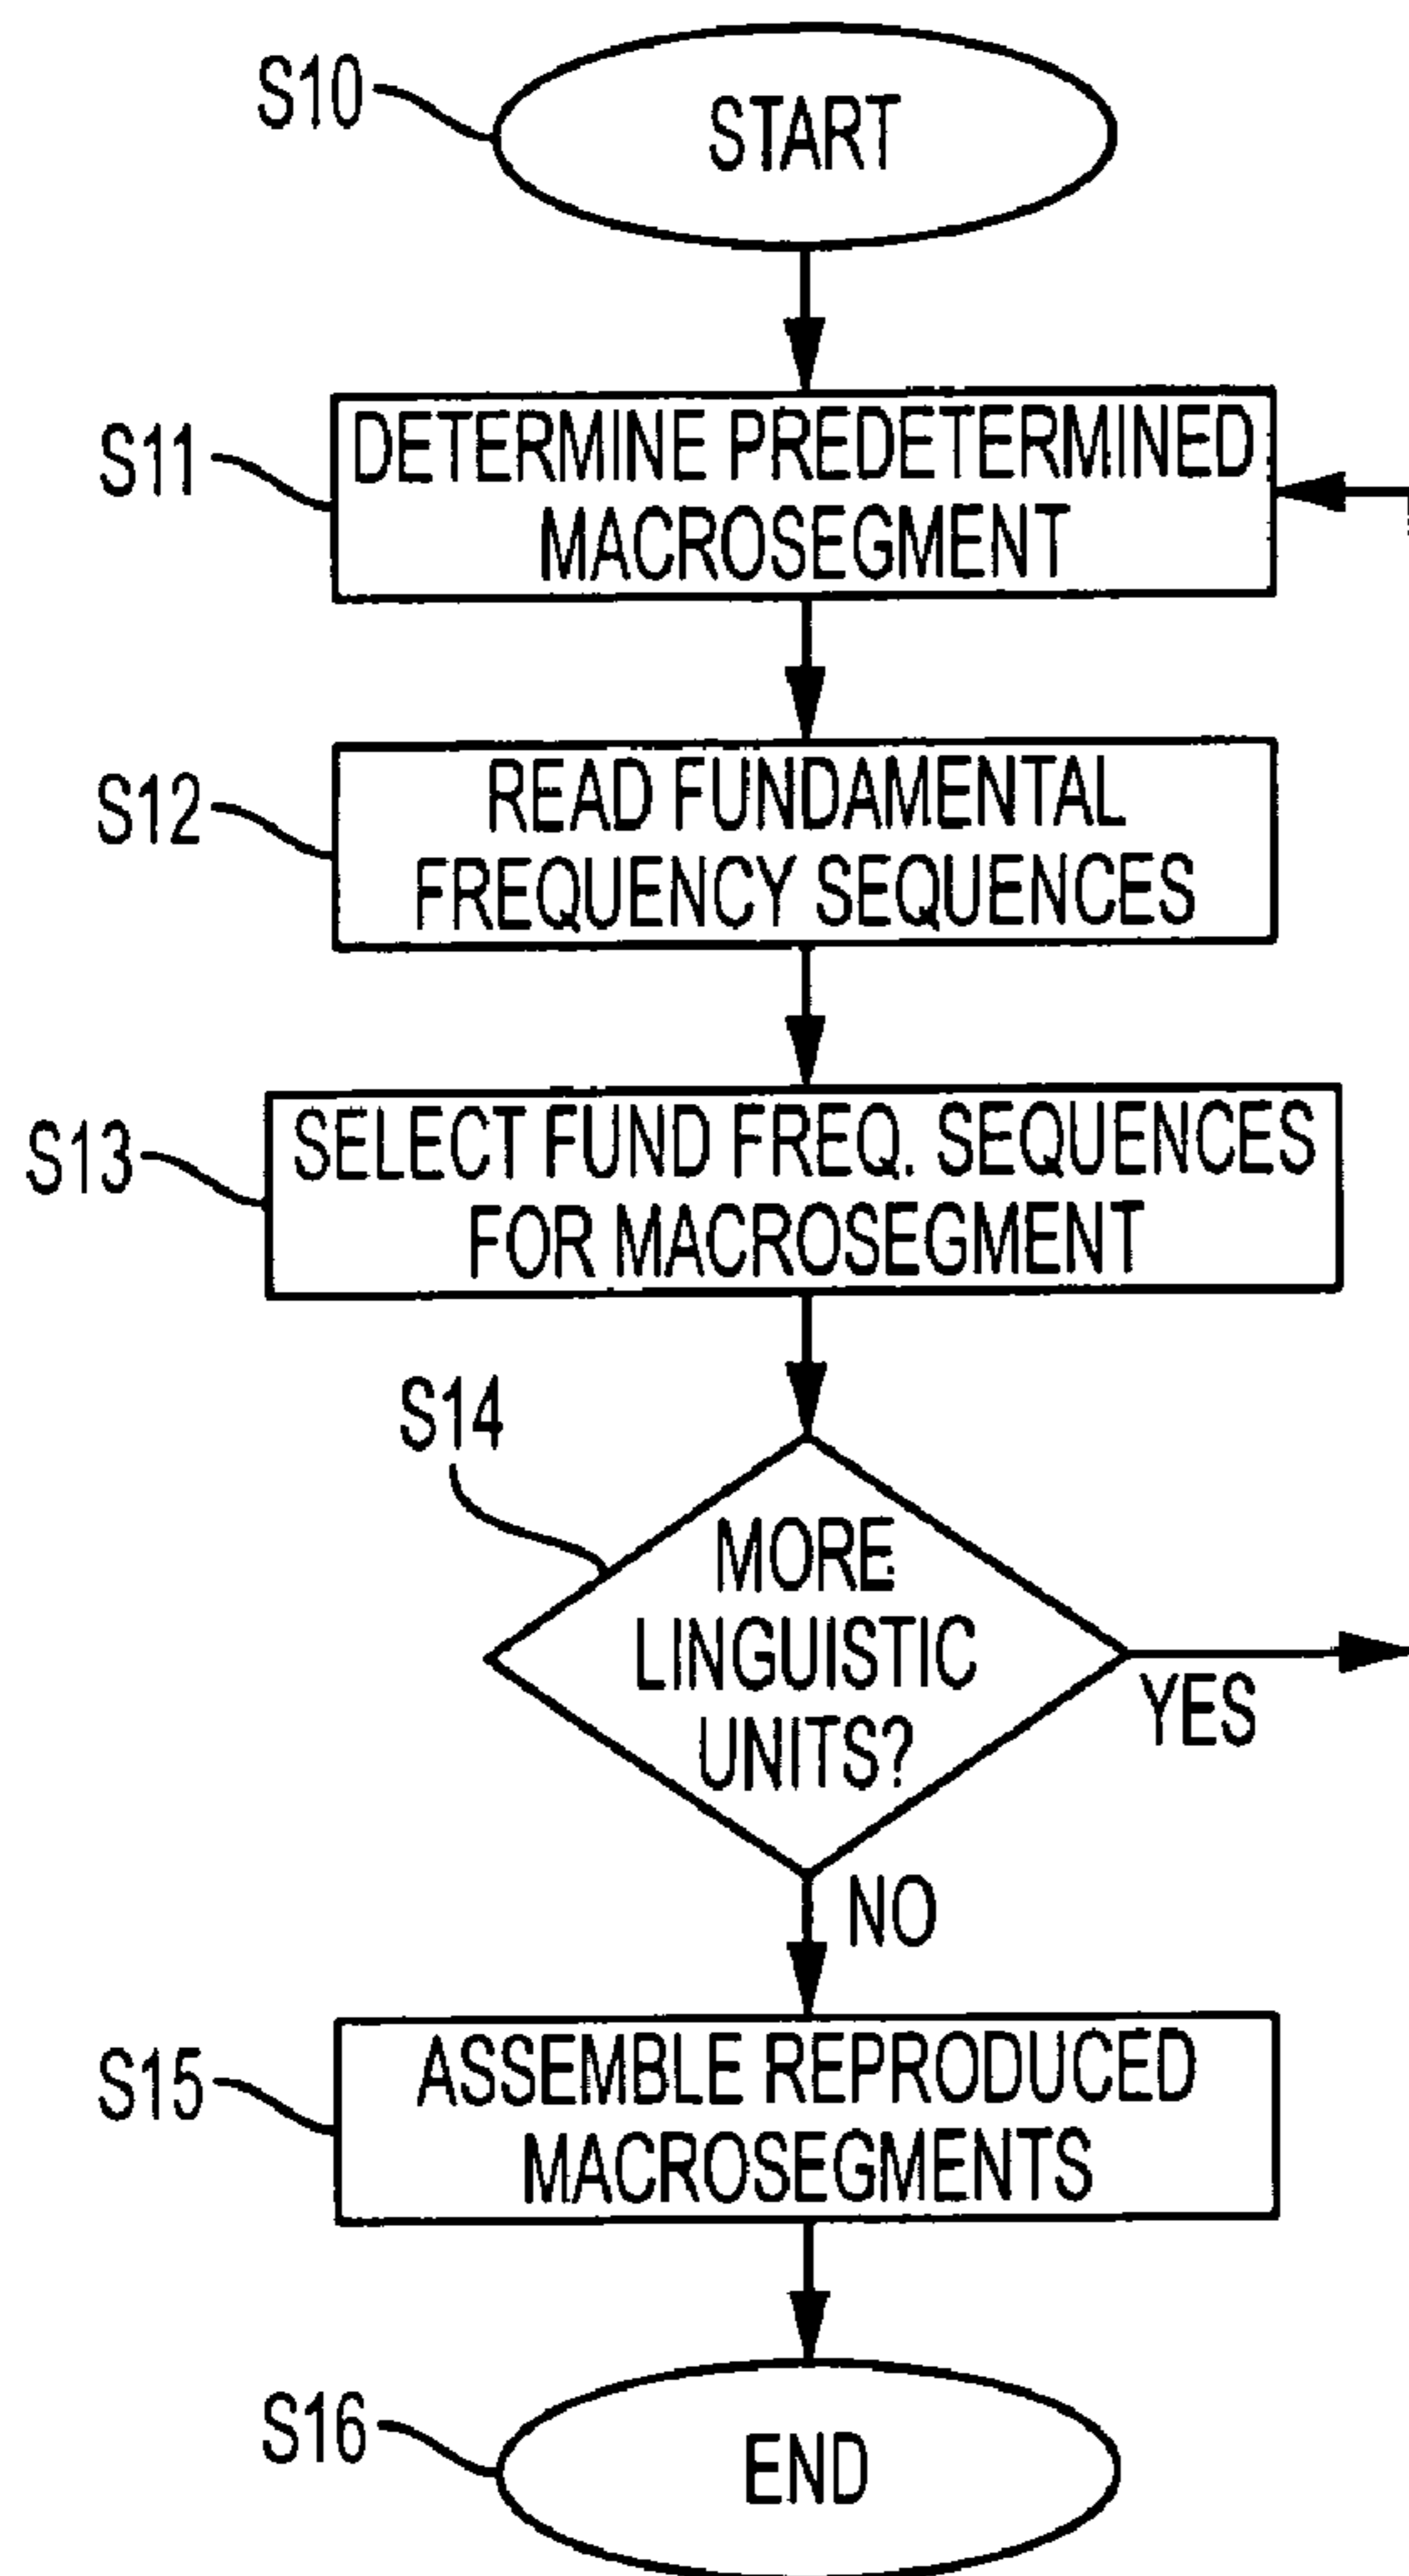 S10
START
S11
DETERMINE PREDETERMINED
MACROSEGMENT
S12
READ FUNDAMENTAL
FREQUENCY SEQUENCES
S13
SELECT FUND FREQ. SEQUENCES
FOR MACROSEGMENT
S14
MORE
LINGUISTIC
UNITS?
YES
NO
S15
ASSEMBLE REPRODUCED
MACROSEGMENTS
S16
END